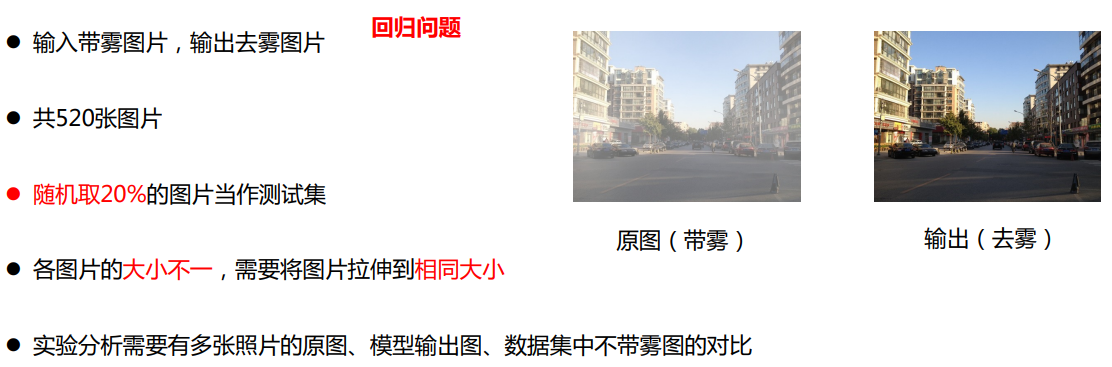 回归问题
● 输入带雾图片，输出去雾图片
● 共520张图片
● 随机取20%的图片当作测试集
● 各图片的大小不一，需要将图片拉伸到相同大小
● 实验分析需要有多张照片的原图、模型输出图、数据集中不带雾图的对比
原图（带雾）
输出（去雾）